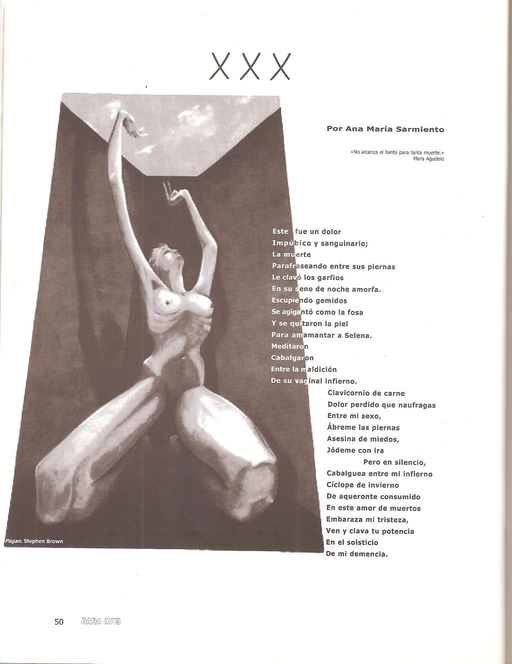 XXX
Por Ana María Sarmiento
«No alcanza el llanto para tanta muerte.»
Mara Agudelo
Este fue un dolor
Impúbico y sanguinario;
La muerte
Parafraseando entre sus piernas
Le clavó los garfios
En su seno de noche amorfa.
Escupiendo gemidos
Se agigantó como la fosa
Y se quitaron la piel
Para amamantar a Selena.
Meditaron
Cabalgaron
Entre la maldición
De su vaginal infierno.
Clavicornio de carne
Dolor perdido que naufragas
Entre mi sexo,
Ábreme las piernas
Asesina de miedos,
Jódeme con ira
Pero en silencio,
Cabalguea entre mi infierno
Cíclope de invierno
De aqueronte consumido
En este amor de muertos
Embaraza mi tristeza,
Ven y clava tu potencia
En el solsticio
De mi demencia.
Pagan. Stephen Brown
50 RARA AVIS